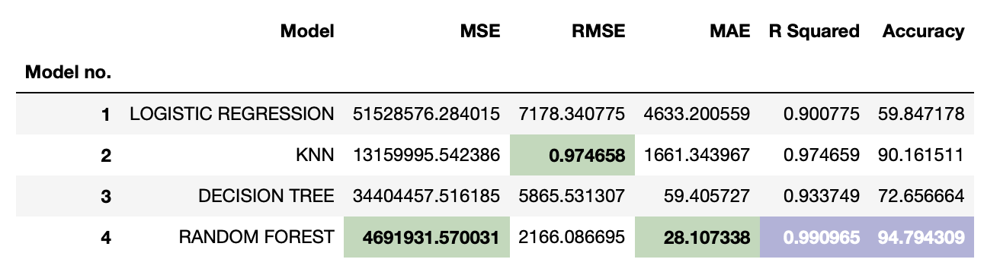 Model MSE RMSE MAE R Squared Accuracy
Model no.
1 LOGISTIC REGRESSION 51528576.284015 7178.340775 4633.200559 0.900775 59.847178
2 KNN 13159995.542386 0.974658 1661.343967 0.974659 90.161511
3 DECISION TREE 34404457.516185 5865.531307 59.405727 0.933749 72.656664
4 RANDOM FOREST 4691931.570031 2166.086695 28.107338 0.990965 94.794309